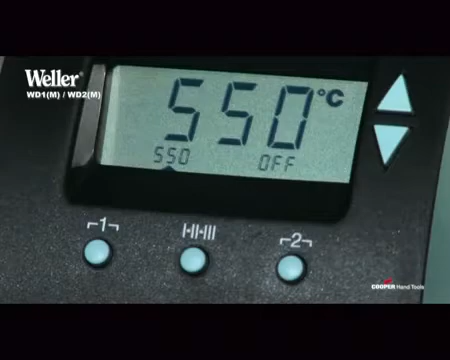 Weller®
WD1(M) / WD2(M)
550°C
550 OFF
1 I-II-III 2
COOPER Hand Tools